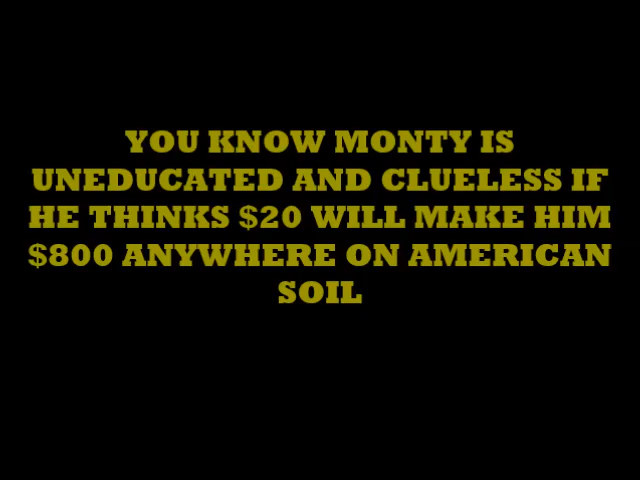 YOU KNOW MONTY IS
UNEDUCATED AND CLUELESS IF
HE THINKS $20 WILL MAKE HIM
$800 ANYWHERE ON AMERICAN
SOIL